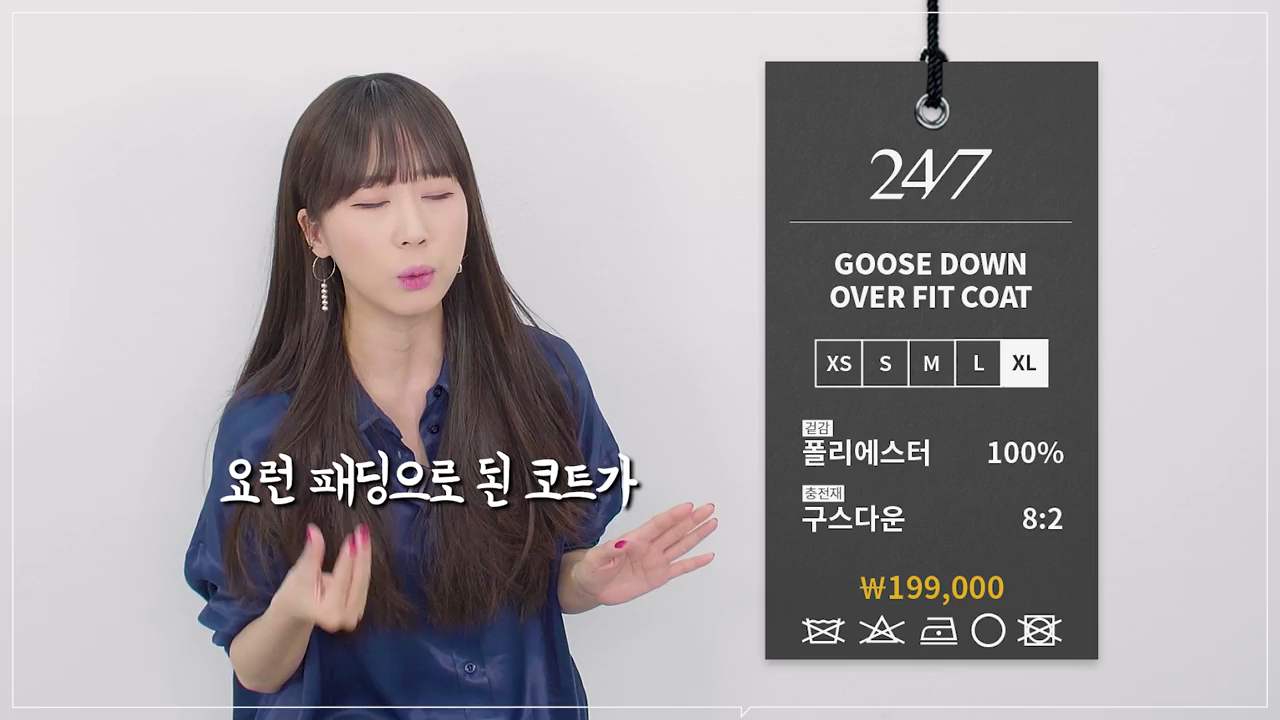 24/7
GOOSE DOWN
OVER FIT COAT
XS S M L XL
겉감
폴리에스터 100%
충전재
구스다운 8:2
₩199,000
요런 패딩으로 된 코트가